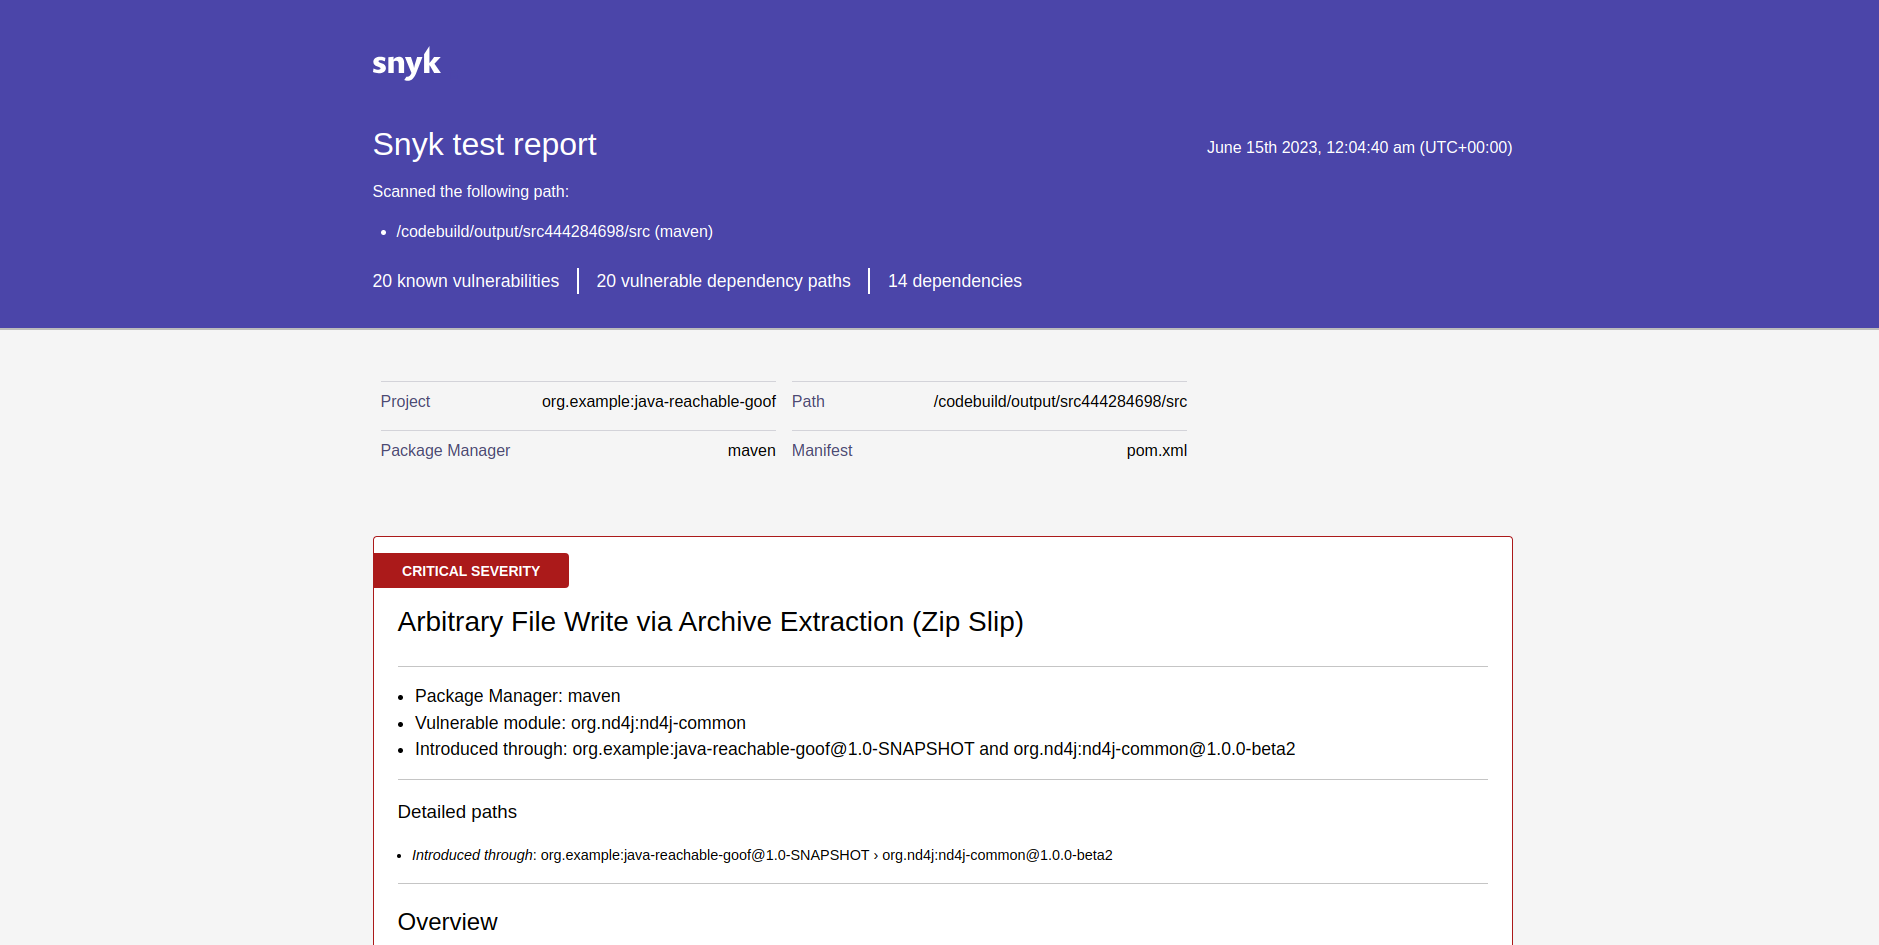 snyk
Snyk test report
June 15th 2023, 12:04:40 am (UTC+00:00)
Scanned the following path:
• /codebuild/output/src444284698/src (maven)
20 known vulnerabilities | 20 vulnerable dependency paths | 14 dependencies
Project org.example:java-reachable-goof Path /codebuild/output/src444284698/src
Package Manager maven Manifest pom.xml
CRITICAL SEVERITY
Arbitrary File Write via Archive Extraction (Zip Slip)
• Package Manager: maven
• Vulnerable module: org.nd4j:nd4j-common
• Introduced through: org.example:java-reachable-goof@1.0-SNAPSHOT and org.nd4j:nd4j-common@1.0.0-beta2
Detailed paths
• Introduced through: org.example:java-reachable-goof@1.0-SNAPSHOT › org.nd4j:nd4j-common@1.0.0-beta2
Overview